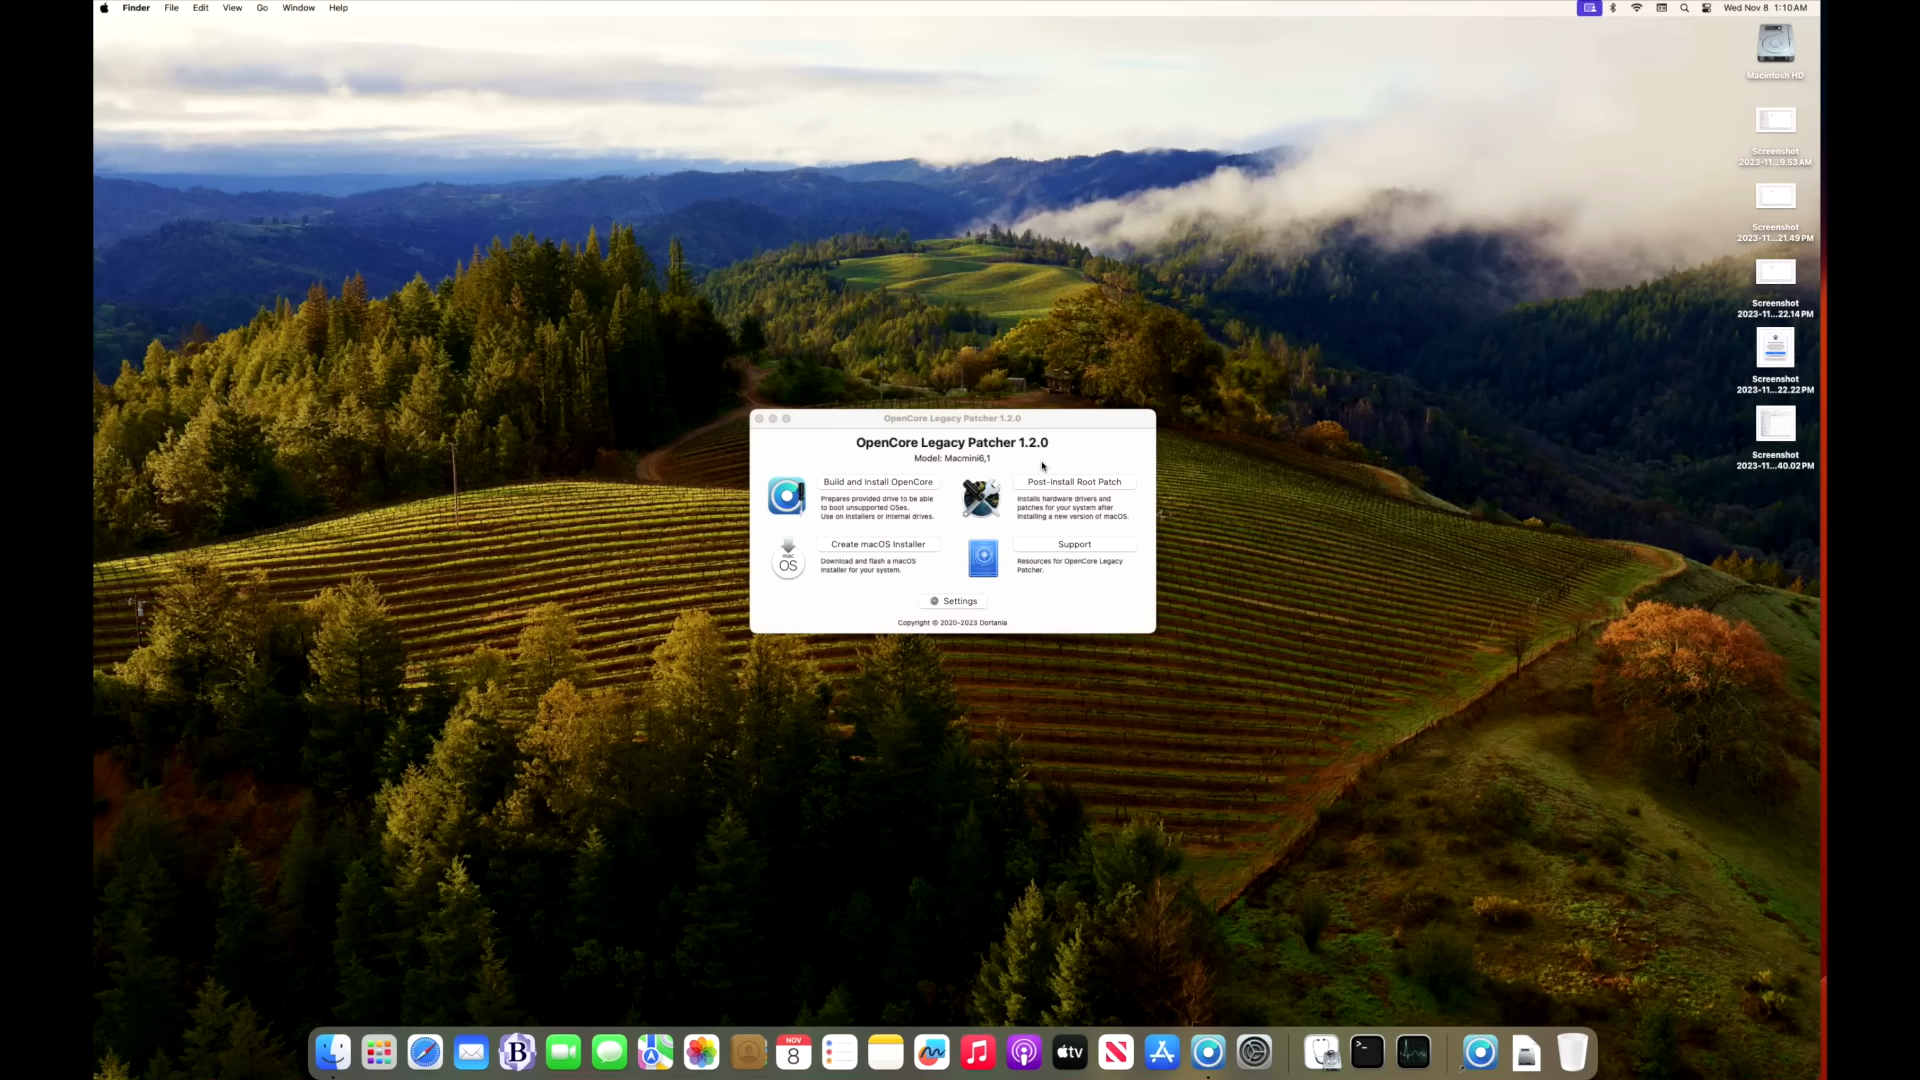 Finder File Edit View Go Window Help
Wed Nov 8 1:10 AM
Macintosh HD
Screenshot
2023-11...9.53 AM
Screenshot
2023-11...21.49 PM
Screenshot
2023-11...22.14 PM
Screenshot
2023-11...22.22 PM
Screenshot
2023-11...40.02 PM
OpenCore Legacy Patcher 1.2.0
OpenCore Legacy Patcher 1.2.0
Model: Macmini6,1
Build and Install OpenCore
Prepares provided drive to be able
to boot unsupported OSes.
Use on installers or internal drives.
Post-Install Root Patch
Installs hardware drivers and
patches for your system after
installing a new version of macOS.
mac
OS
Create macOS Installer
Download and flash a macOS
Installer for your system.
Support
Resources for OpenCore Legacy
Patcher.
Settings
Copyright © 2020-2023 Dortania
B
NOV
8
tv